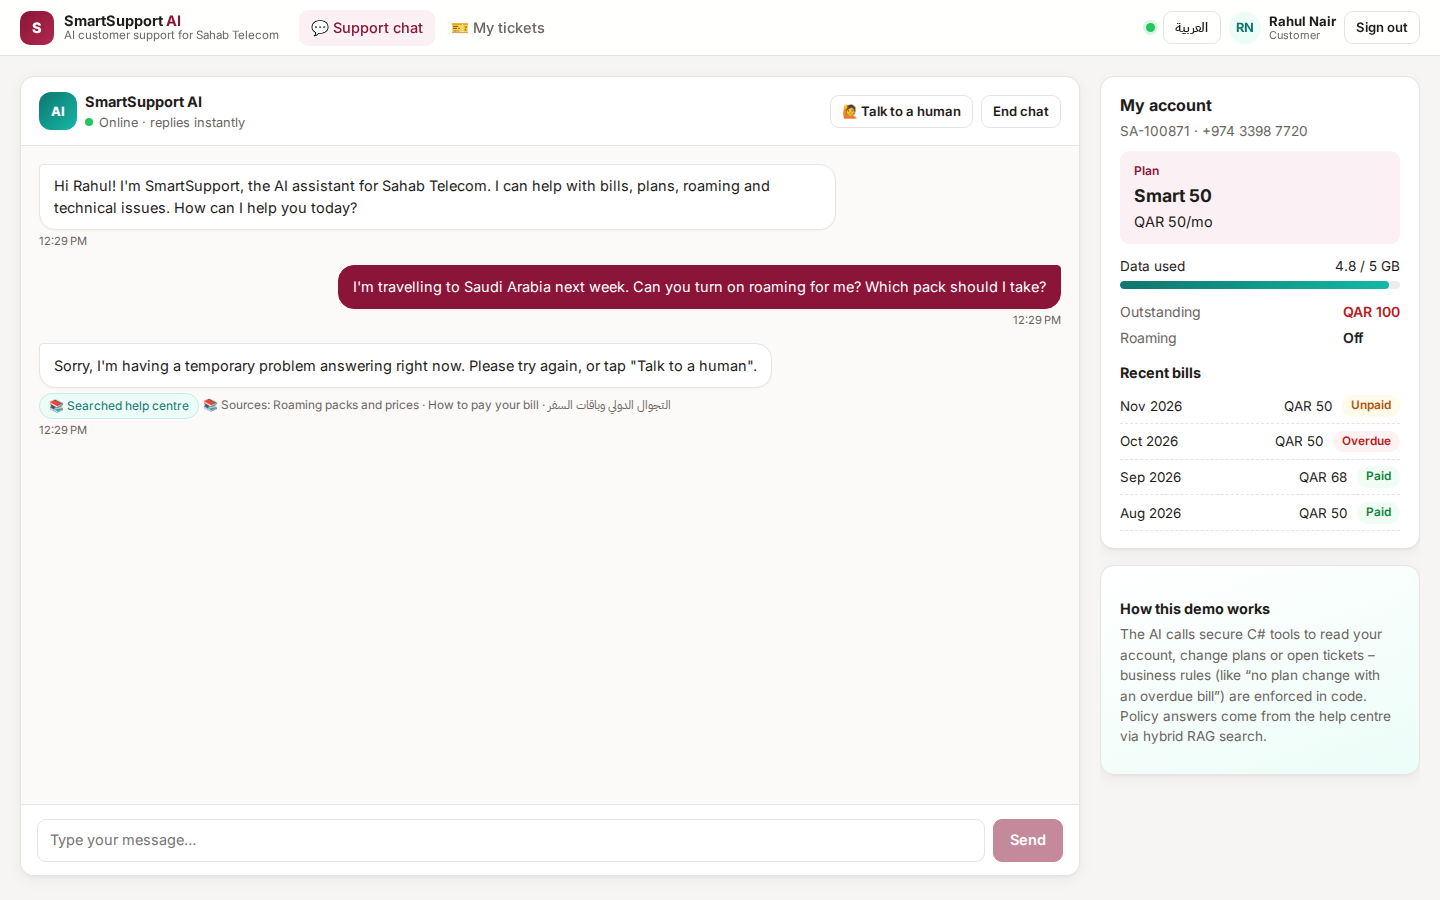 S
SmartSupport AI
AI customer support for Sahab Telecom
💬 Support chat
🎫 My tickets
العربية
RN
Rahul Nair
Customer
Sign out
AI
SmartSupport AI
Online · replies instantly
🙋 Talk to a human
End chat
Hi Rahul! I'm SmartSupport, the AI assistant for Sahab Telecom. I can help with bills, plans, roaming and
technical issues. How can I help you today?
12:29 PM
I'm travelling to Saudi Arabia next week. Can you turn on roaming for me? Which pack should I take?
12:29 PM
Sorry, I'm having a temporary problem answering right now. Please try again, or tap "Talk to a human".
📚 Searched help centre 📚 Sources: Roaming packs and prices · How to pay your bill · التجوال الدولي وباقات السفر
12:29 PM
Type your message...
Send
My account
SA-100871 · +974 3398 7720
Plan
Smart 50
QAR 50/mo
Data used 4.8 / 5 GB
Outstanding QAR 100
Roaming Off
Recent bills
Nov 2026 QAR 50 Unpaid
Oct 2026 QAR 50 Overdue
Sep 2026 QAR 68 Paid
Aug 2026 QAR 50 Paid
How this demo works
The AI calls secure C# tools to read your
account, change plans or open tickets –
business rules (like “no plan change with
an overdue bill”) are enforced in code.
Policy answers come from the help centre
via hybrid RAG search.